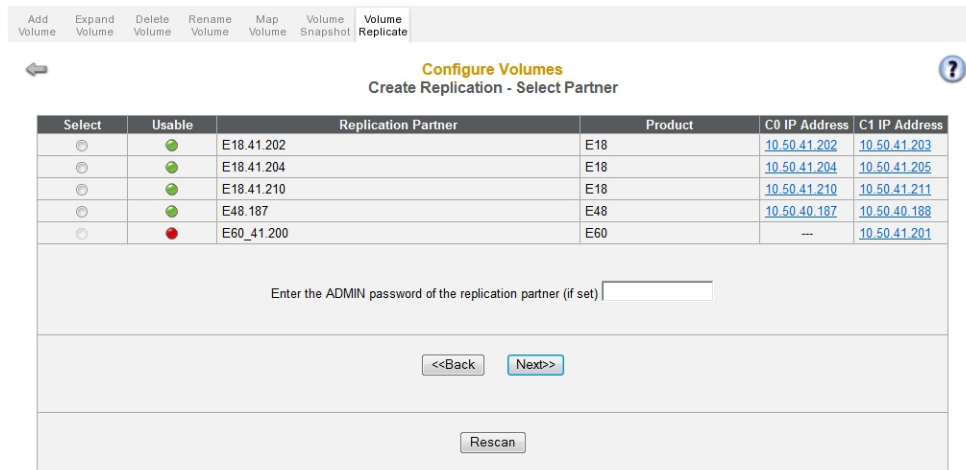 Add Volume Expand Volume Delete Volume Rename Volume Map Volume Volume Snapshot Volume Replicate
?
Configure Volumes
Create Replication - Select Partner
Select Usable Replication Partner Product C0 IP Address C1 IP Address
E18.41.202 E18 10.50.41.202 10.50.41.203
E18.41.204 E18 10.50.41.204 10.50.41.205
E18.41.210 E18 10.50.41.210 10.50.41.211
E48.187 E48 10.50.40.187 10.50.40.188
E60_41.200 E60 --- 10.50.41.201
Enter the ADMIN password of the replication partner (if set)
<<Back Next>>
Rescan